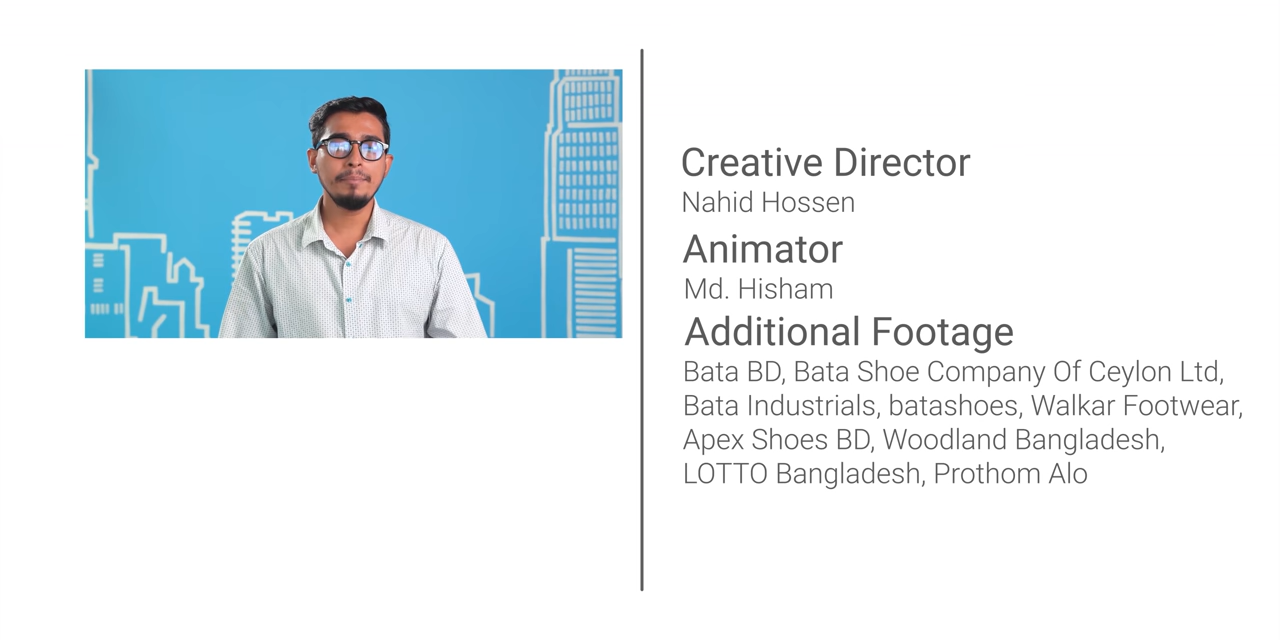 Creative Director
Nahid Hossen
Animator
Md. Hisham
Additional Footage
Bata BD, Bata Shoe Company Of Ceylon Ltd,
Bata Industrials, batashoes, Walkar Footwear,
Apex Shoes BD, Woodland Bangladesh,
LOTTO Bangladesh, Prothom Alo